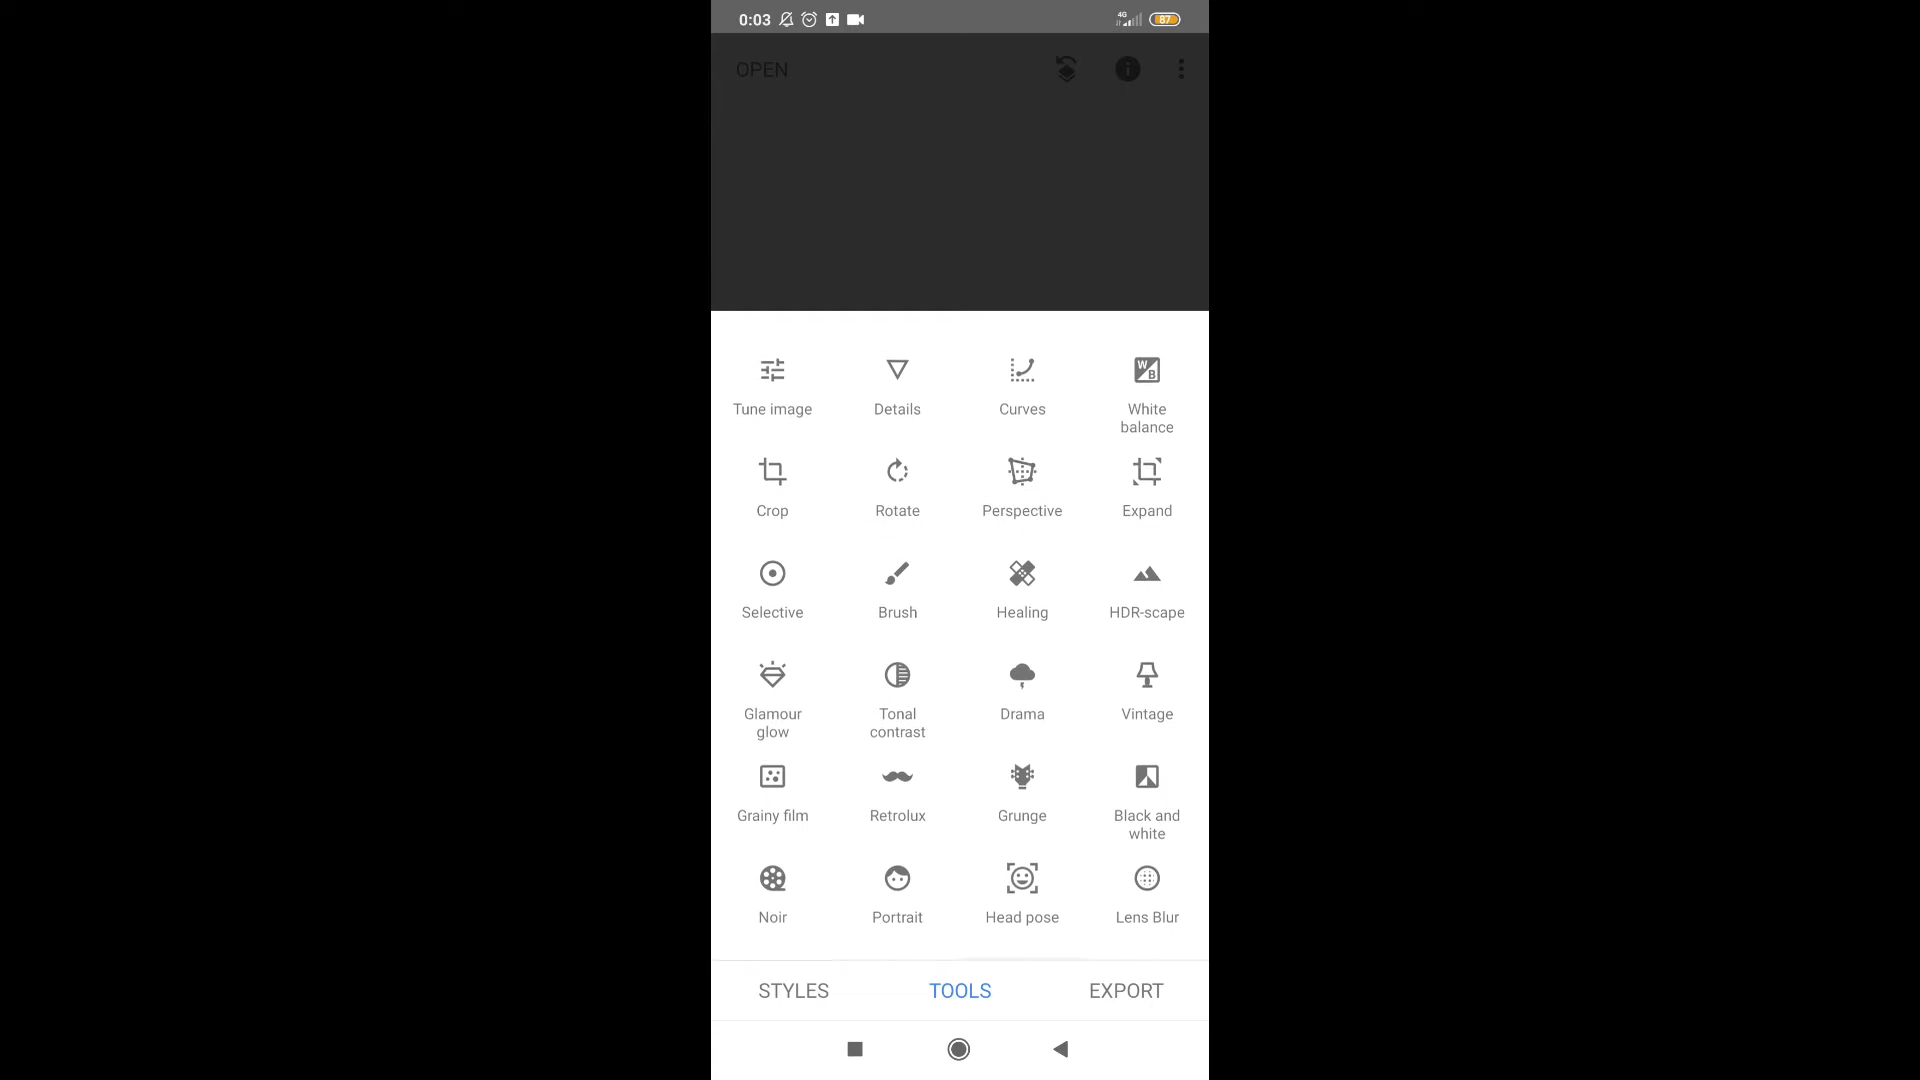 0:03
4G
87
OPEN
Tune image
Details
Curves
White
balance
W
B
Crop
Rotate
Perspective
Expand
Selective
Brush
Healing
HDR-scape
Glamour
glow
Tonal
contrast
Drama
Vintage
Grainy film
Retrolux
Grunge
Black and
white
Noir
Portrait
Head pose
Lens Blur
STYLES
TOOLS
EXPORT